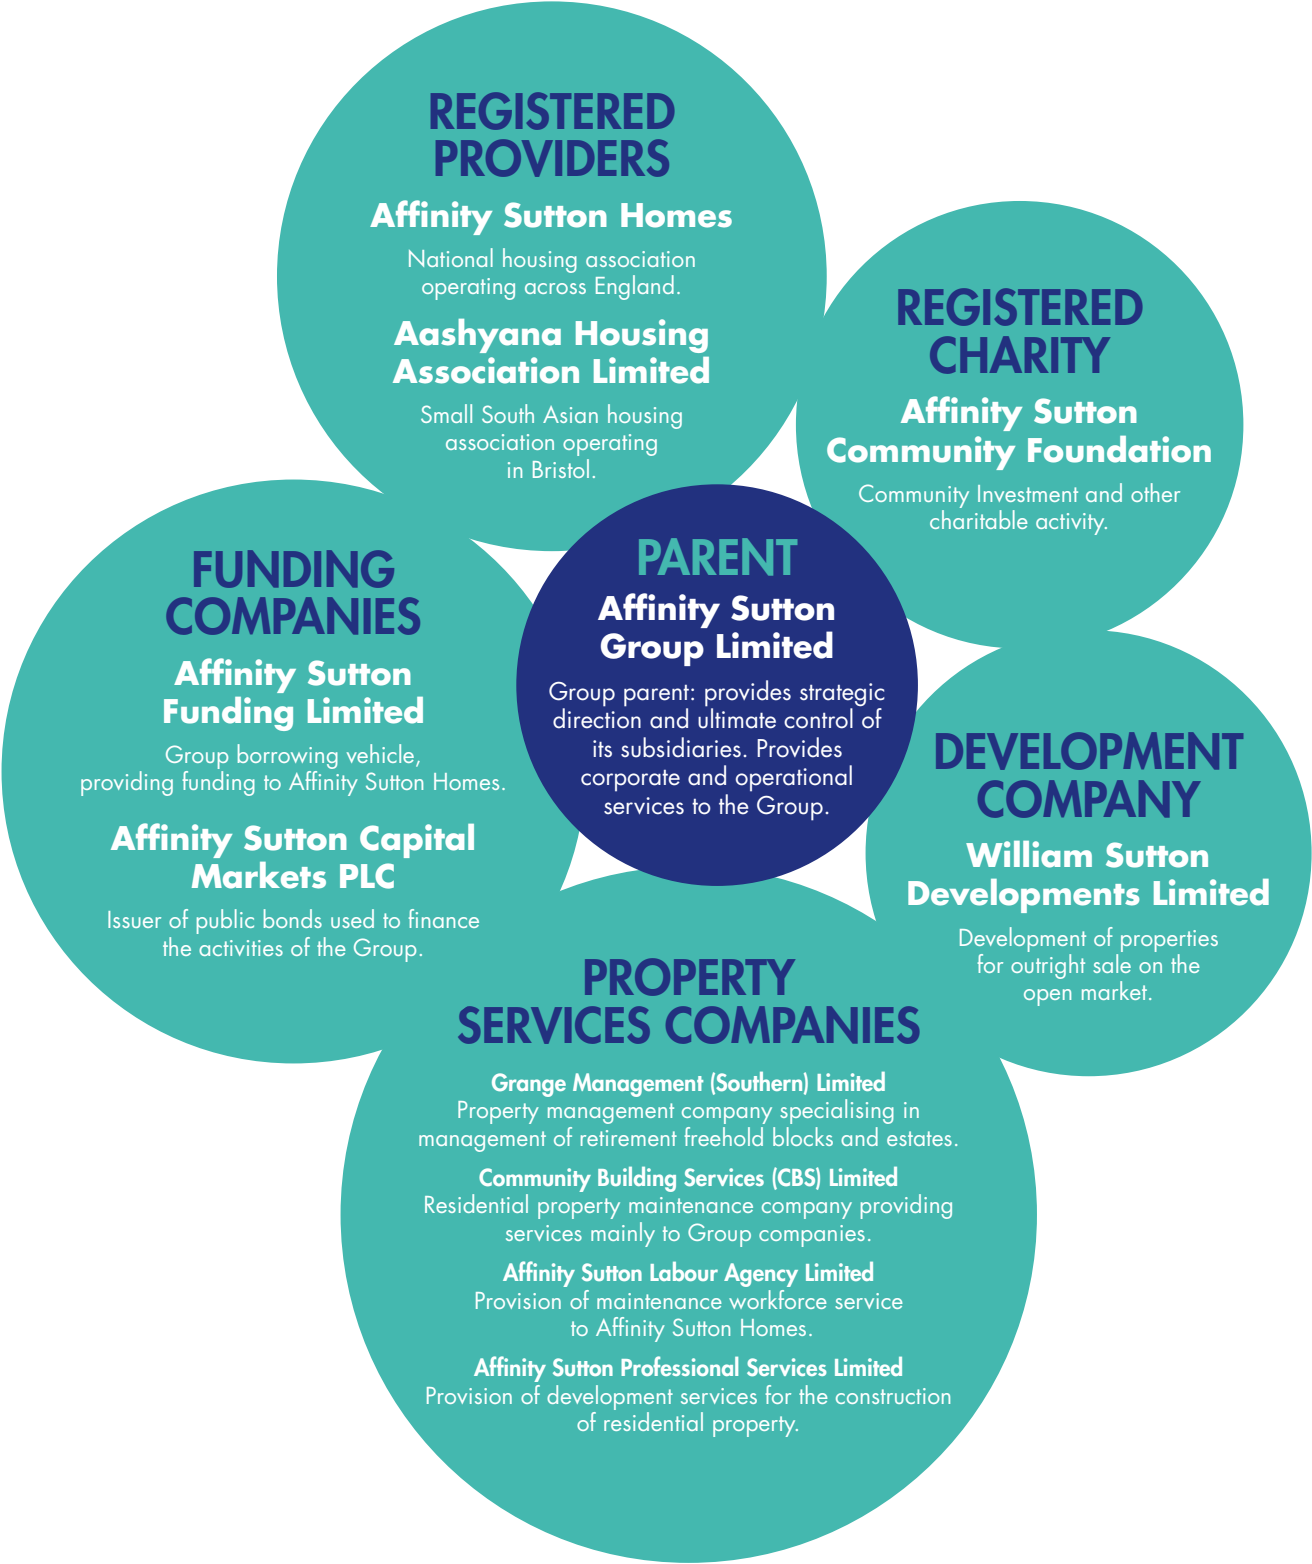 REGISTERED
PROVIDERS
Affinity Sutton Homes
National housing association
operating across England.
Aashyana Housing
Association Limited
Small South Asian housing
association operating
in Bristol.
REGISTERED
CHARITY
Affinity Sutton
Community Foundation
Community Investment and other
charitable activity.
FUNDING
COMPANIES
Affinity Sutton
Funding Limited
Group borrowing vehicle,
providing funding to Affinity Sutton Homes.
Affinity Sutton Capital
Markets PLC
Issuer of public bonds used to finance
the activities of the Group.
PARENT
Affinity Sutton
Group Limited
Group parent: provides strategic
direction and ultimate control of
its subsidiaries. Provides
corporate and operational
services to the Group.
DEVELOPMENT
COMPANY
William Sutton
Developments Limited
Development of properties
for outright sale on the
open market.
PROPERTY
SERVICES COMPANIES
Grange Management (Southern) Limited
Property management company specialising in
management of retirement freehold blocks and estates.
Community Building Services (CBS) Limited
Residential property maintenance company providing
services mainly to Group companies.
Affinity Sutton Labour Agency Limited
Provision of maintenance workforce service
to Affinity Sutton Homes.
Affinity Sutton Professional Services Limited
Provision of development services for the construction
of residential property.